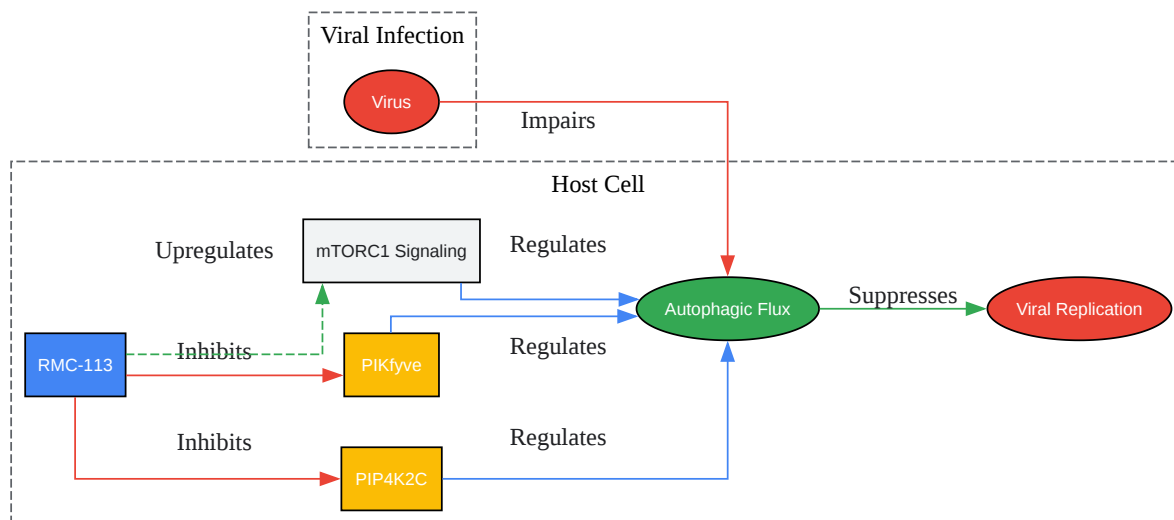 Viral Infection
Virus
Impairs
Host Cell
Upregulates
mTORC1 Signaling
Regulates
Autophagic Flux
Suppresses
Viral Replication
RMC-113
Inhibits
PIKfyve
Regulates
Inhibits
PIP4K2C
Regulates